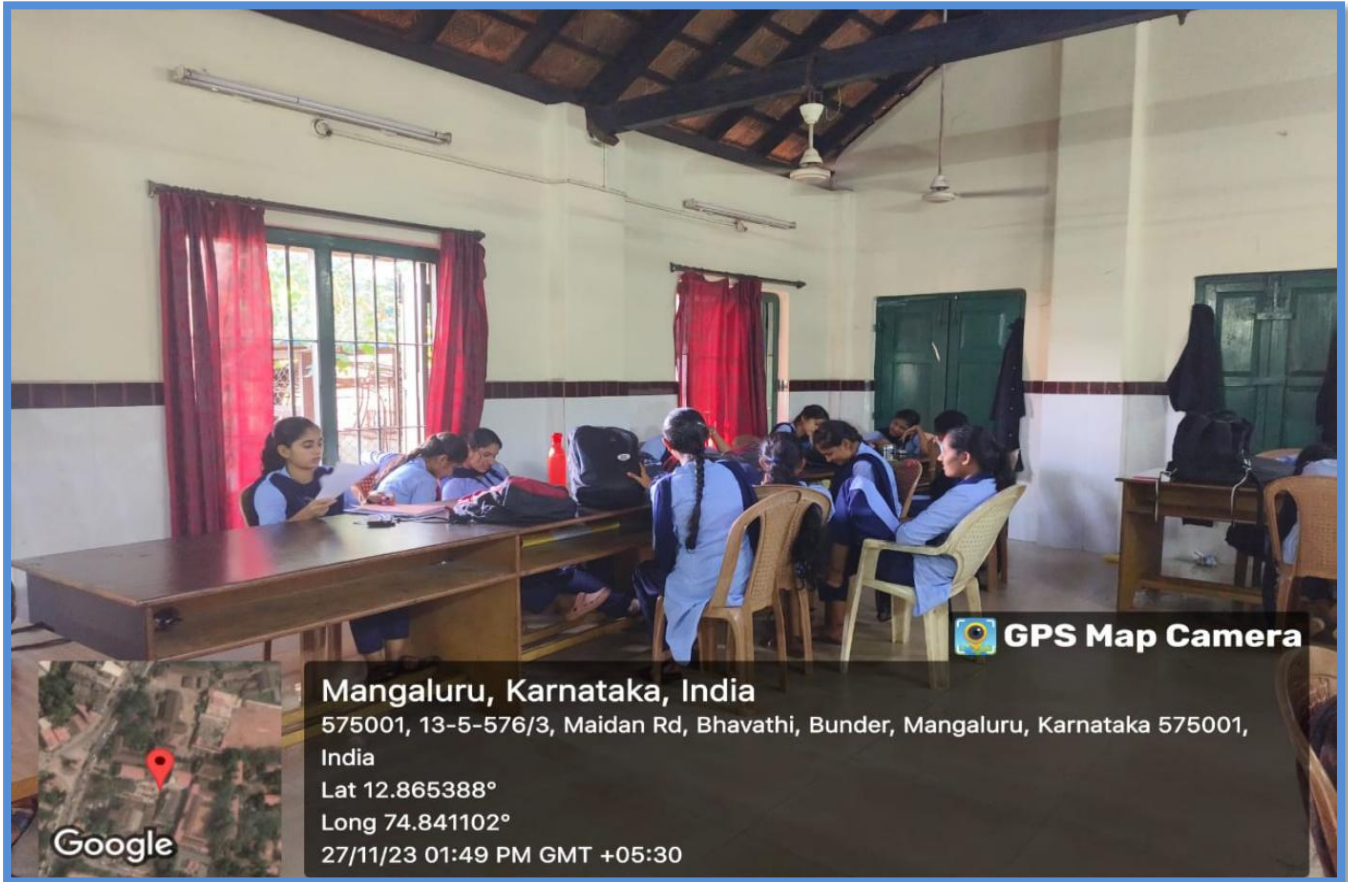 GPS Map Camera
Mangaluru, Karnataka, India
575001, 13-5-576/3, Maidan Rd, Bhavathi, Bunder, Mangaluru, Karnataka 575001,
India
Lat 12.865388°
Long 74.841102°
27/11/23 01:49 PM GMT +05:30
Google